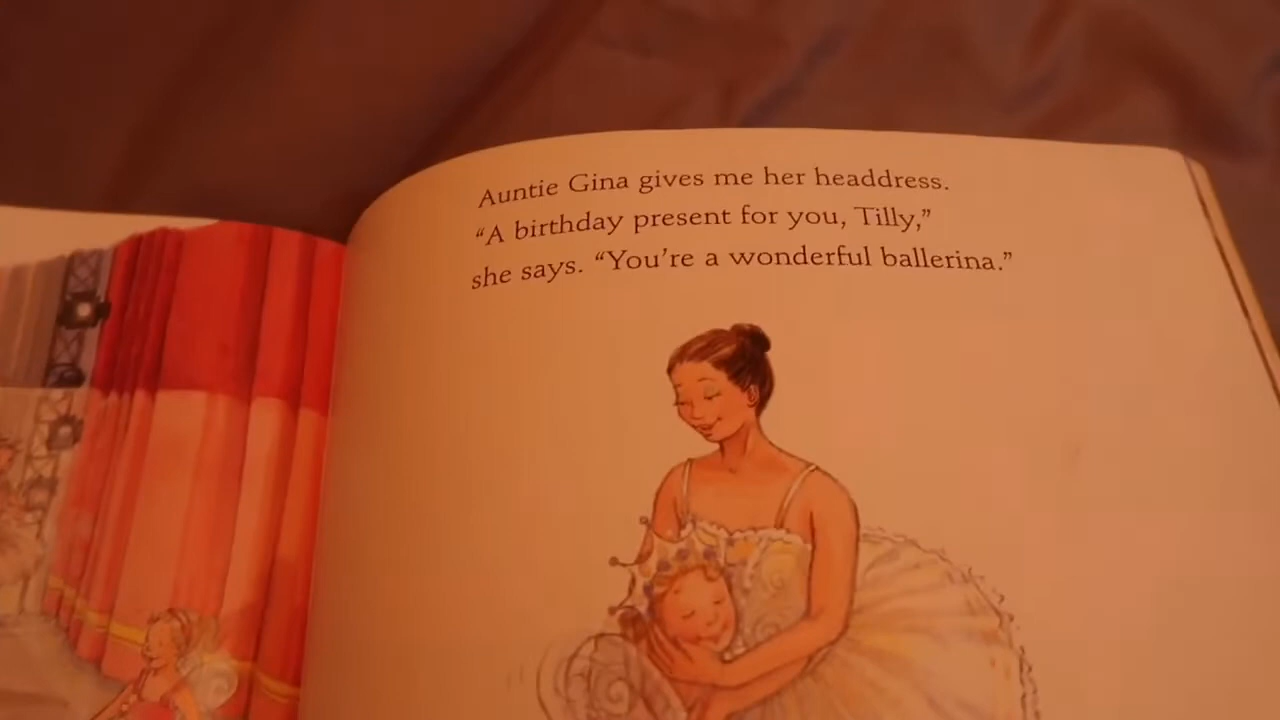 Auntie Gina gives me her headdress.
“A birthday present for you, Tilly,”
she says. “You’re a wonderful ballerina.”